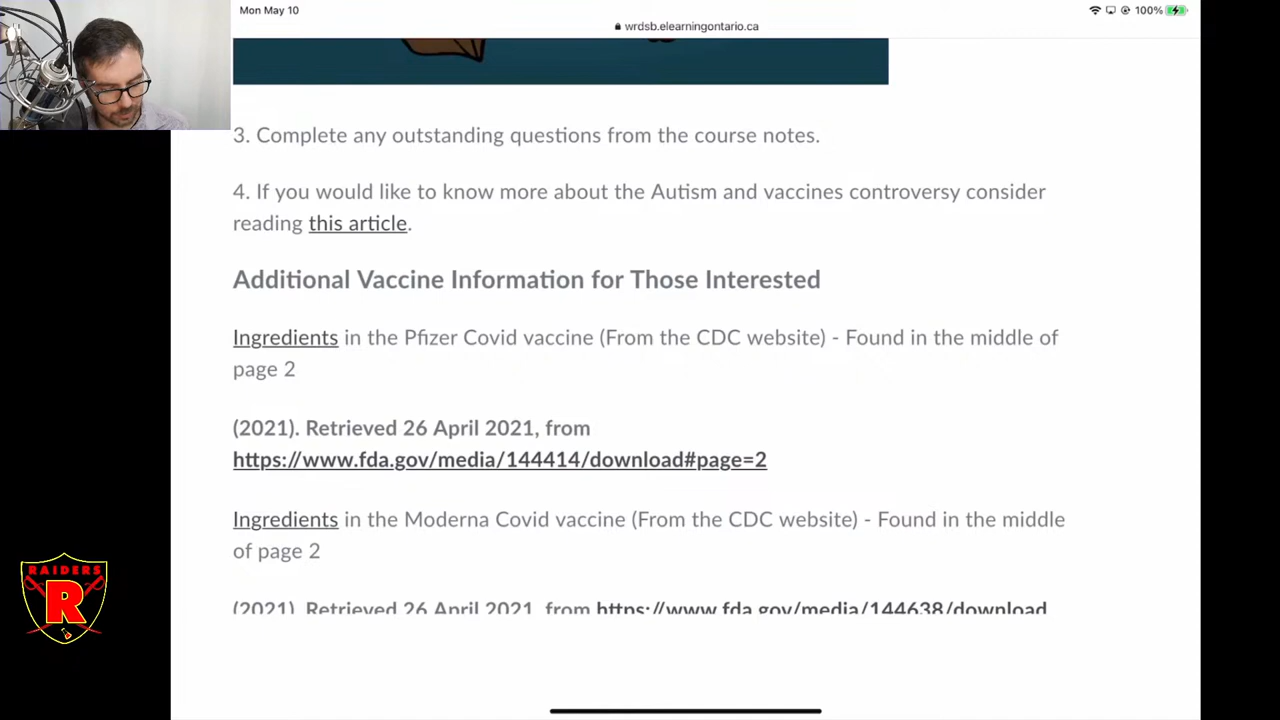 Mon May 10
100%
wrdsb.elearningontario.ca
3. Complete any outstanding questions from the course notes.
4. If you would like to know more about the Autism and vaccines controversy consider
reading this article.
Additional Vaccine Information for Those Interested
Ingredients in the Pfizer Covid vaccine (From the CDC website) - Found in the middle of
page 2
(2021). Retrieved 26 April 2021, from
https://www.fda.gov/media/144414/download#page=2
Ingredients in the Moderna Covid vaccine (From the CDC website) - Found in the middle
of page 2
(2021). Retrieved 26 April 2021, from https://www.fda.gov/media/144638/download
RAIDERS
R